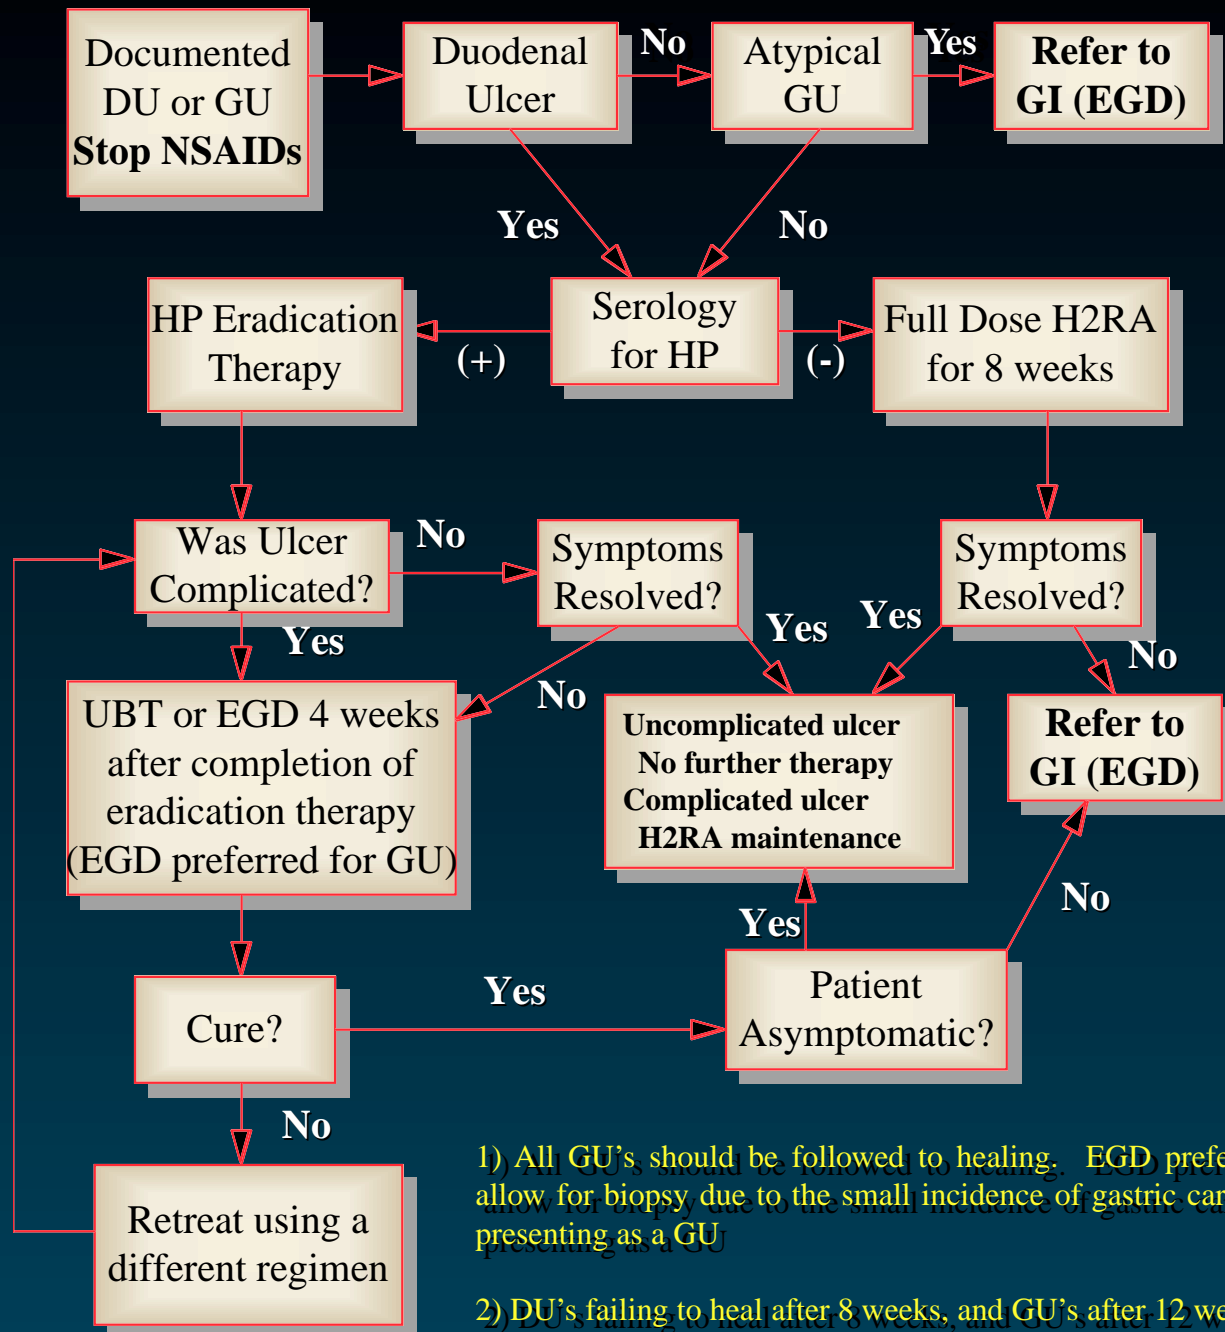 Documented
DU or GU
Stop NSAIDs
Duodenal
Ulcer
No
Atypical
GU
Yes
Refer to
GI (EGD)
Yes
No
HP Eradication
Therapy
(+)
Serology
for HP
(-)
Full Dose H2RA
for 8 weeks
Was Ulcer
Complicated?
No
Symptoms
Resolved?
Symptoms
Resolved?
Yes
Yes
Yes
No
No
UBT or EGD 4 weeks
after completion of
eradication therapy
(EGD preferred for GU)
Uncomplicated ulcer
No further therapy
Complicated ulcer
H2RA maintenance
Refer to
GI (EGD)
Yes
No
Cure?
Yes
Patient
Asymptomatic?
No
Retreat using a
different regimen
1) All GU's should be followed to healing. EGD
allow for biopsy due to the small incidence of gastric
presenting as a GU
2) DU's failing to heal after 8 weeks, and GU's after 12